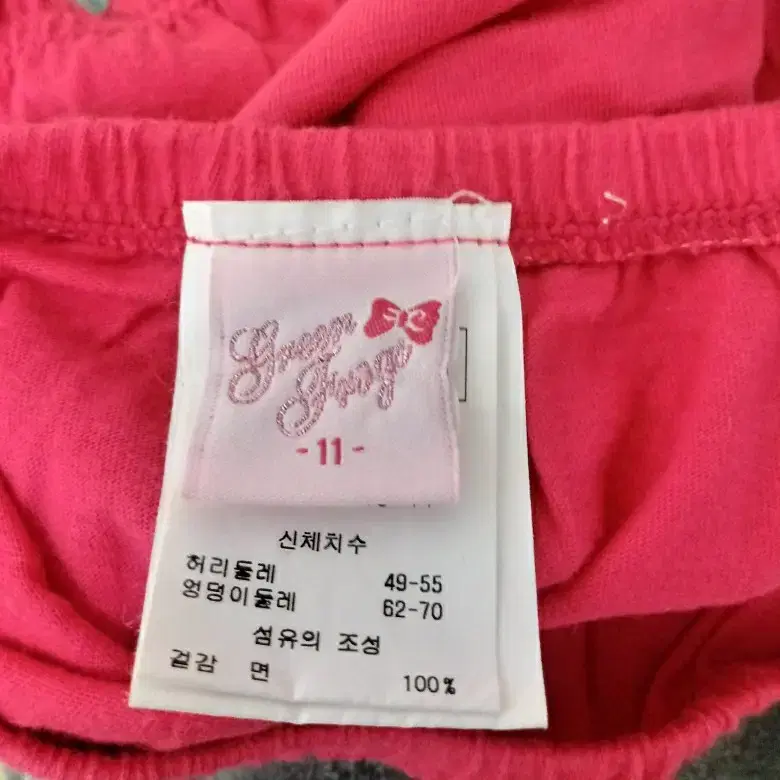 Green Frog
- 11 -
신체치수
허리둘레 49-55
엉덩이둘레 62-70
섬유의 조성
겉감 면 100%